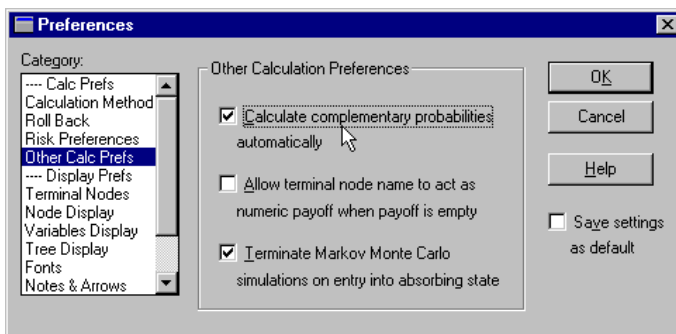 Preferences
Category:
---- Calc Prefs
Calculation Method
Roll Back
Risk Preferences
Other Calc Prefs
---- Display Prefs
Terminal Nodes
Node Display
Variables Display
Tree Display
Fonts
Notes & Arrows
Other Calculation Preferences
Calculate complementary probabilities
automatically
Allow terminal node name to act as
numeric payoff when payoff is empty
Terminate Markov Monte Carlo
simulations on entry into absorbing state
OK
Cancel
Help
Save settings
as default